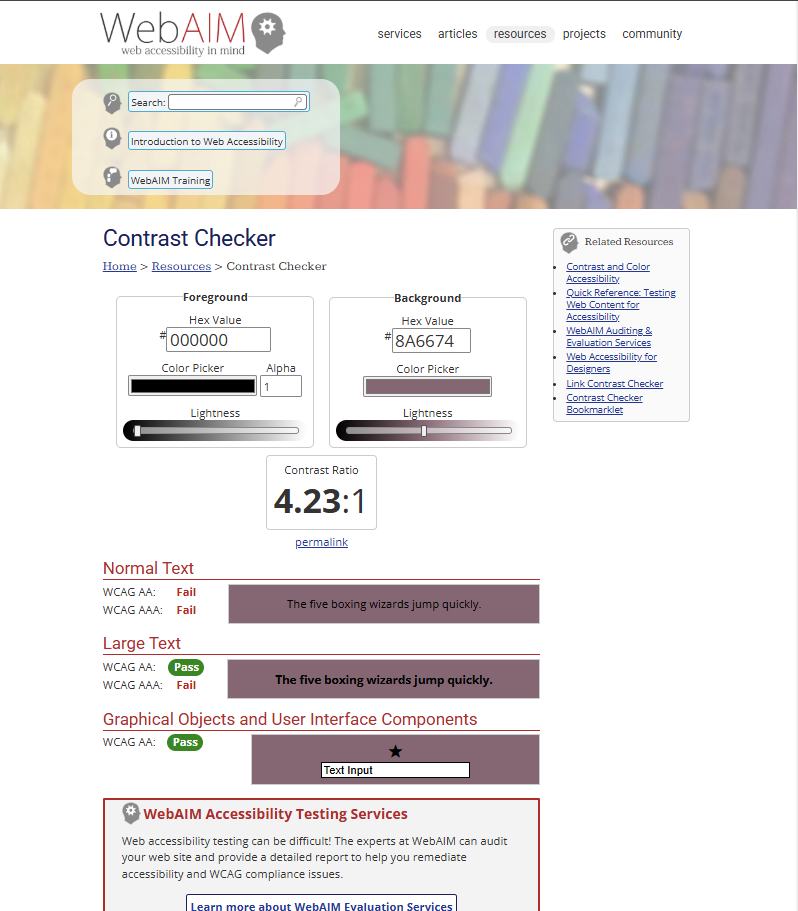 WebAIM
web accessibility in mind
services articles resources projects community
Search:
Introduction to Web Accessibility
WebAIM Training
Contrast Checker
Home > Resources > Contrast Checker
Foreground
Hex Value
#000000
Color Picker Alpha
1
Lightness
Background
Hex Value
#8A6674
Color Picker
Lightness
Contrast Ratio
4.23:1
permalink
Normal Text
WCAG AA: Fail
WCAG AAA: Fail
The five boxing wizards jump quickly.
Large Text
WCAG AA: Pass
WCAG AAA: Fail
The five boxing wizards jump quickly.
Graphical Objects and User Interface Components
WCAG AA: Pass
★
Text Input
WebAIM Accessibility Testing Services
Web accessibility testing can be difficult! The experts at WebAIM can audit
your web site and provide a detailed report to help you remediate
accessibility and WCAG compliance issues.
Learn more about WebAIM Evaluation Services
Related Resources
Contrast and Color
Accessibility
Quick Reference: Testing
Web Content for
Accessibility
WebAIM Auditing &
Evaluation Services
Web Accessibility for
Designers
Link Contrast Checker
Contrast Checker
Bookmarklet